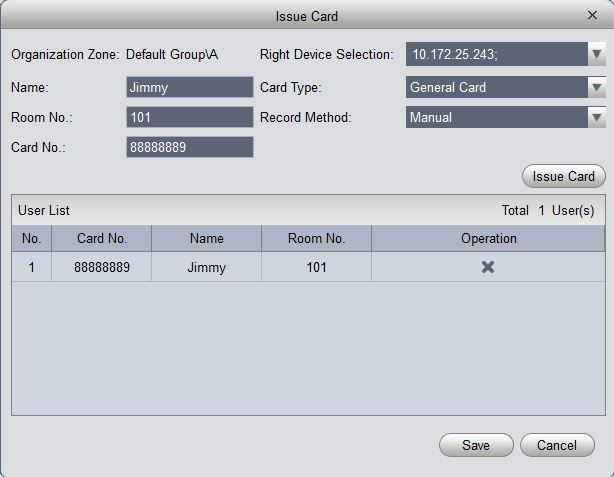 Issue Card
Organization Zone: Default Group\A Right Device Selection: 10.172.25.243;
Name: Jimmy Card Type: General Card
Room No.: 101 Record Method: Manual
Card No.: 88888889
Issue Card
User List Total 1 User(s)
No. Card No. Name Room No. Operation
1 88888889 Jimmy 101
Save Cancel